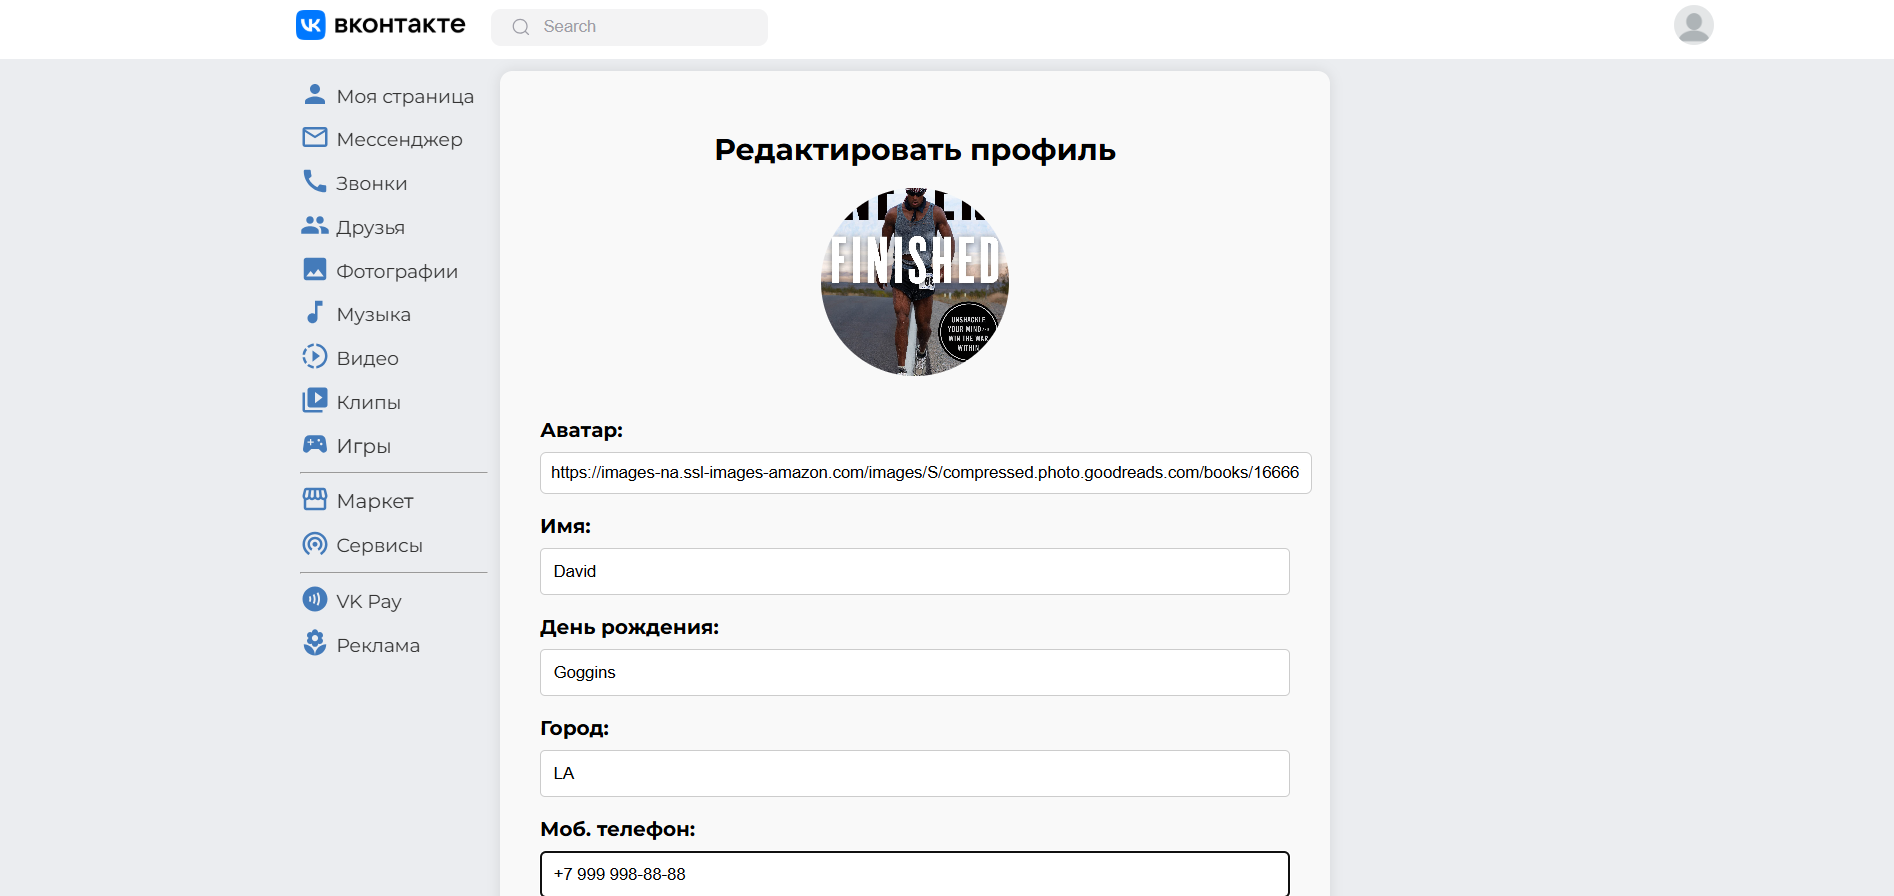 вконтакте
Search
Моя страница
Мессенджер
Звонки
Друзья
Фотографии
Музыка
Видео
Клипы
Игры
Маркет
Сервисы
VK Pay
Реклама
Редактировать профиль
FINISHED
UNSHACKLE
YOUR MIND
WIN THE WAR
WITHIN
Аватар:
https://images-na.ssl-images-amazon.com/images/S/compressed.photo.goodreads.com/books/16666
Имя:
David
День рождения:
Goggins
Город:
LA
Моб. телефон:
+7 999 998-88-88